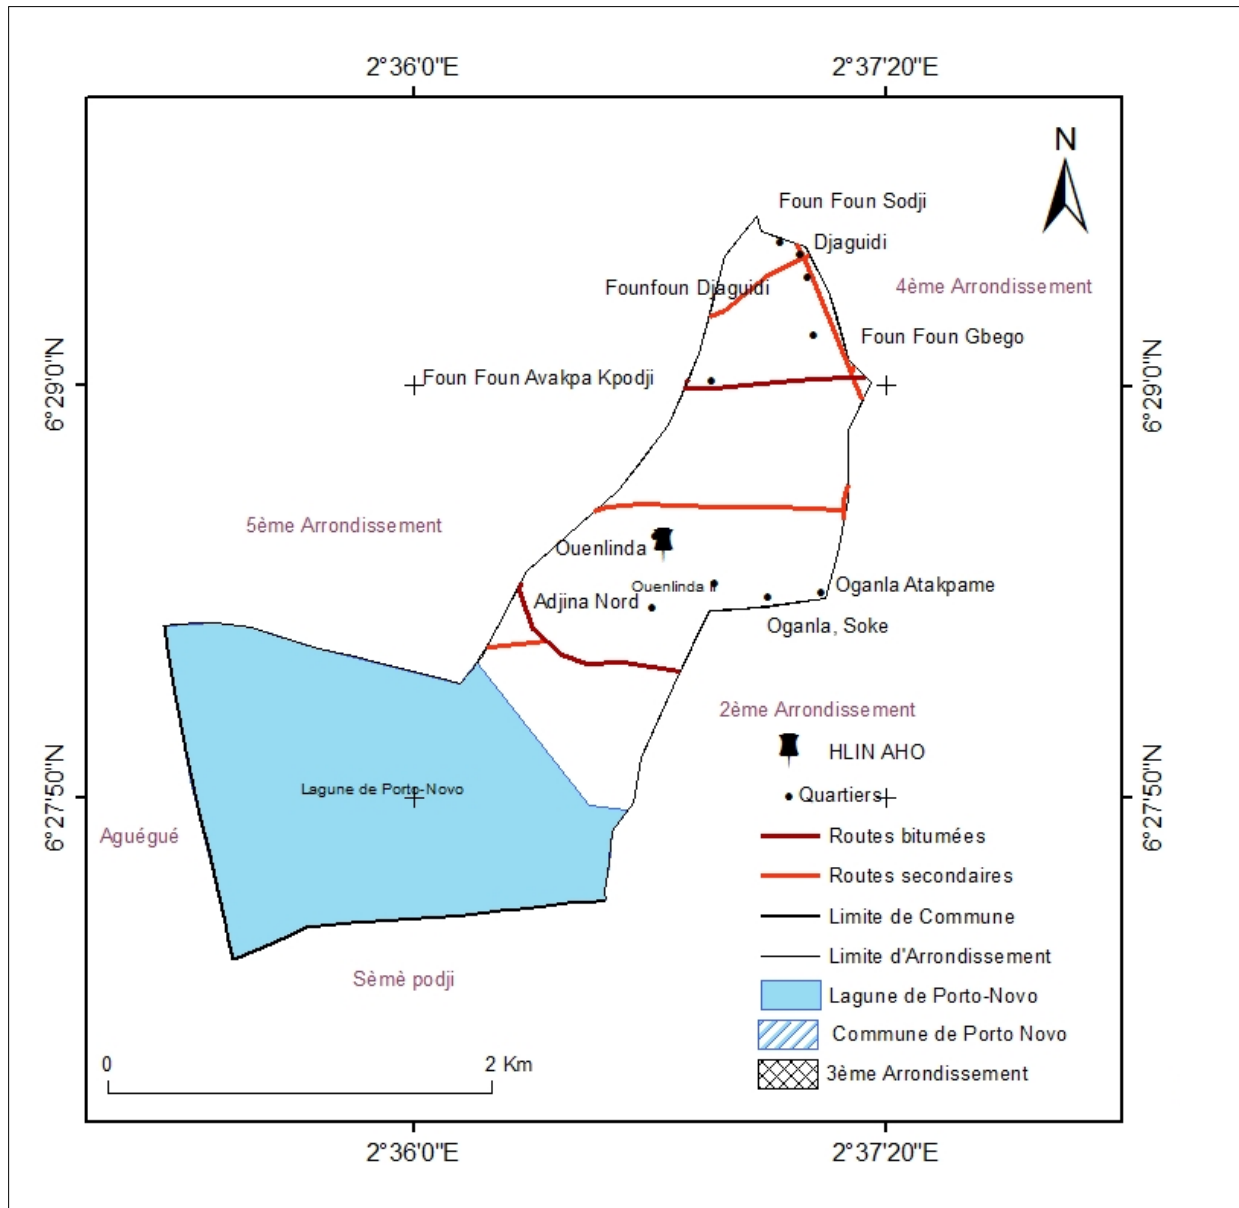 2°36'0"E
2°37'20"E
N
Foun Foun Sodji
Djaguidi
Founfoun Djaguidi
4ème Arrondissement
Foun Foun Gbego
6°29'0"N
Foun Foun Avakpa Kpodji
6°29'0"N
5ème Arrondissement
Ouenlinda
Ouenlinda II
Adjina Nord
Oganla Atakpame
Oganla, Soke
2ème Arrondissement
HLIN AHO
Lagune de Porto-Novo
Quartiers
6°27'50"N
6°27'50"N
Aguégué
Routes bitumées
Routes secondaires
Limite de Commune
Limite d'Arrondissement
Sèmè podji
Lagune de Porto-Novo
Commune de Porto Novo
3ème Arrondissement
0
2 Km
2°36'0"E
2°37'20"E